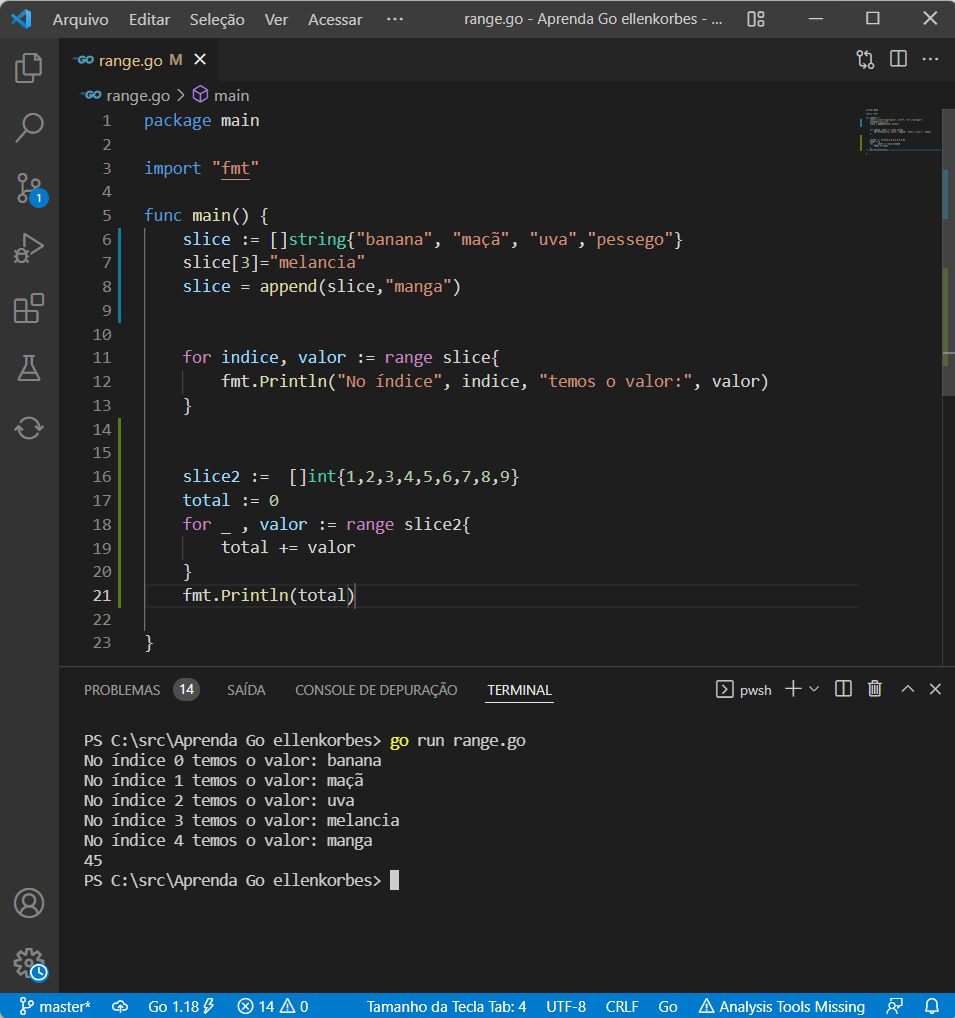 Arquivo Editar Seleção Ver Acessar ··· range.go - Aprenda Go ellenkorbes - ...
GO range.go M
GO range.go > main
1 package main
2
3 import "fmt"
4
5 func main() {
6 slice := []string{"banana", "maçã", "uva","pessego"}
7 slice[3]="melancia"
8 slice = append(slice,"manga")
9
10
11 for indice, valor := range slice{
12 fmt.Println("No índice", indice, "temos o valor:", valor)
13 }
14
15
16 slice2 :=  []int{1,2,3,4,5,6,7,8,9}
17 total := 0
18 for _ , valor := range slice2{
19 total += valor
20 }
21 fmt.Println(total)
22
23 }
1
PROBLEMAS 14 SAÍDA CONSOLE DE DEPURAÇÃO TERMINAL pwsh
PS C:\src\Aprenda Go ellenkorbes> go run range.go
No índice 0 temos o valor: banana
No índice 1 temos o valor: maçã
No índice 2 temos o valor: uva
No índice 3 temos o valor: melancia
No índice 4 temos o valor: manga
45
PS C:\src\Aprenda Go ellenkorbes>
master* Go 1.18 14 0 Tamanho da Tecla Tab: 4 UTF-8 CRLF Go Analysis Tools Missing